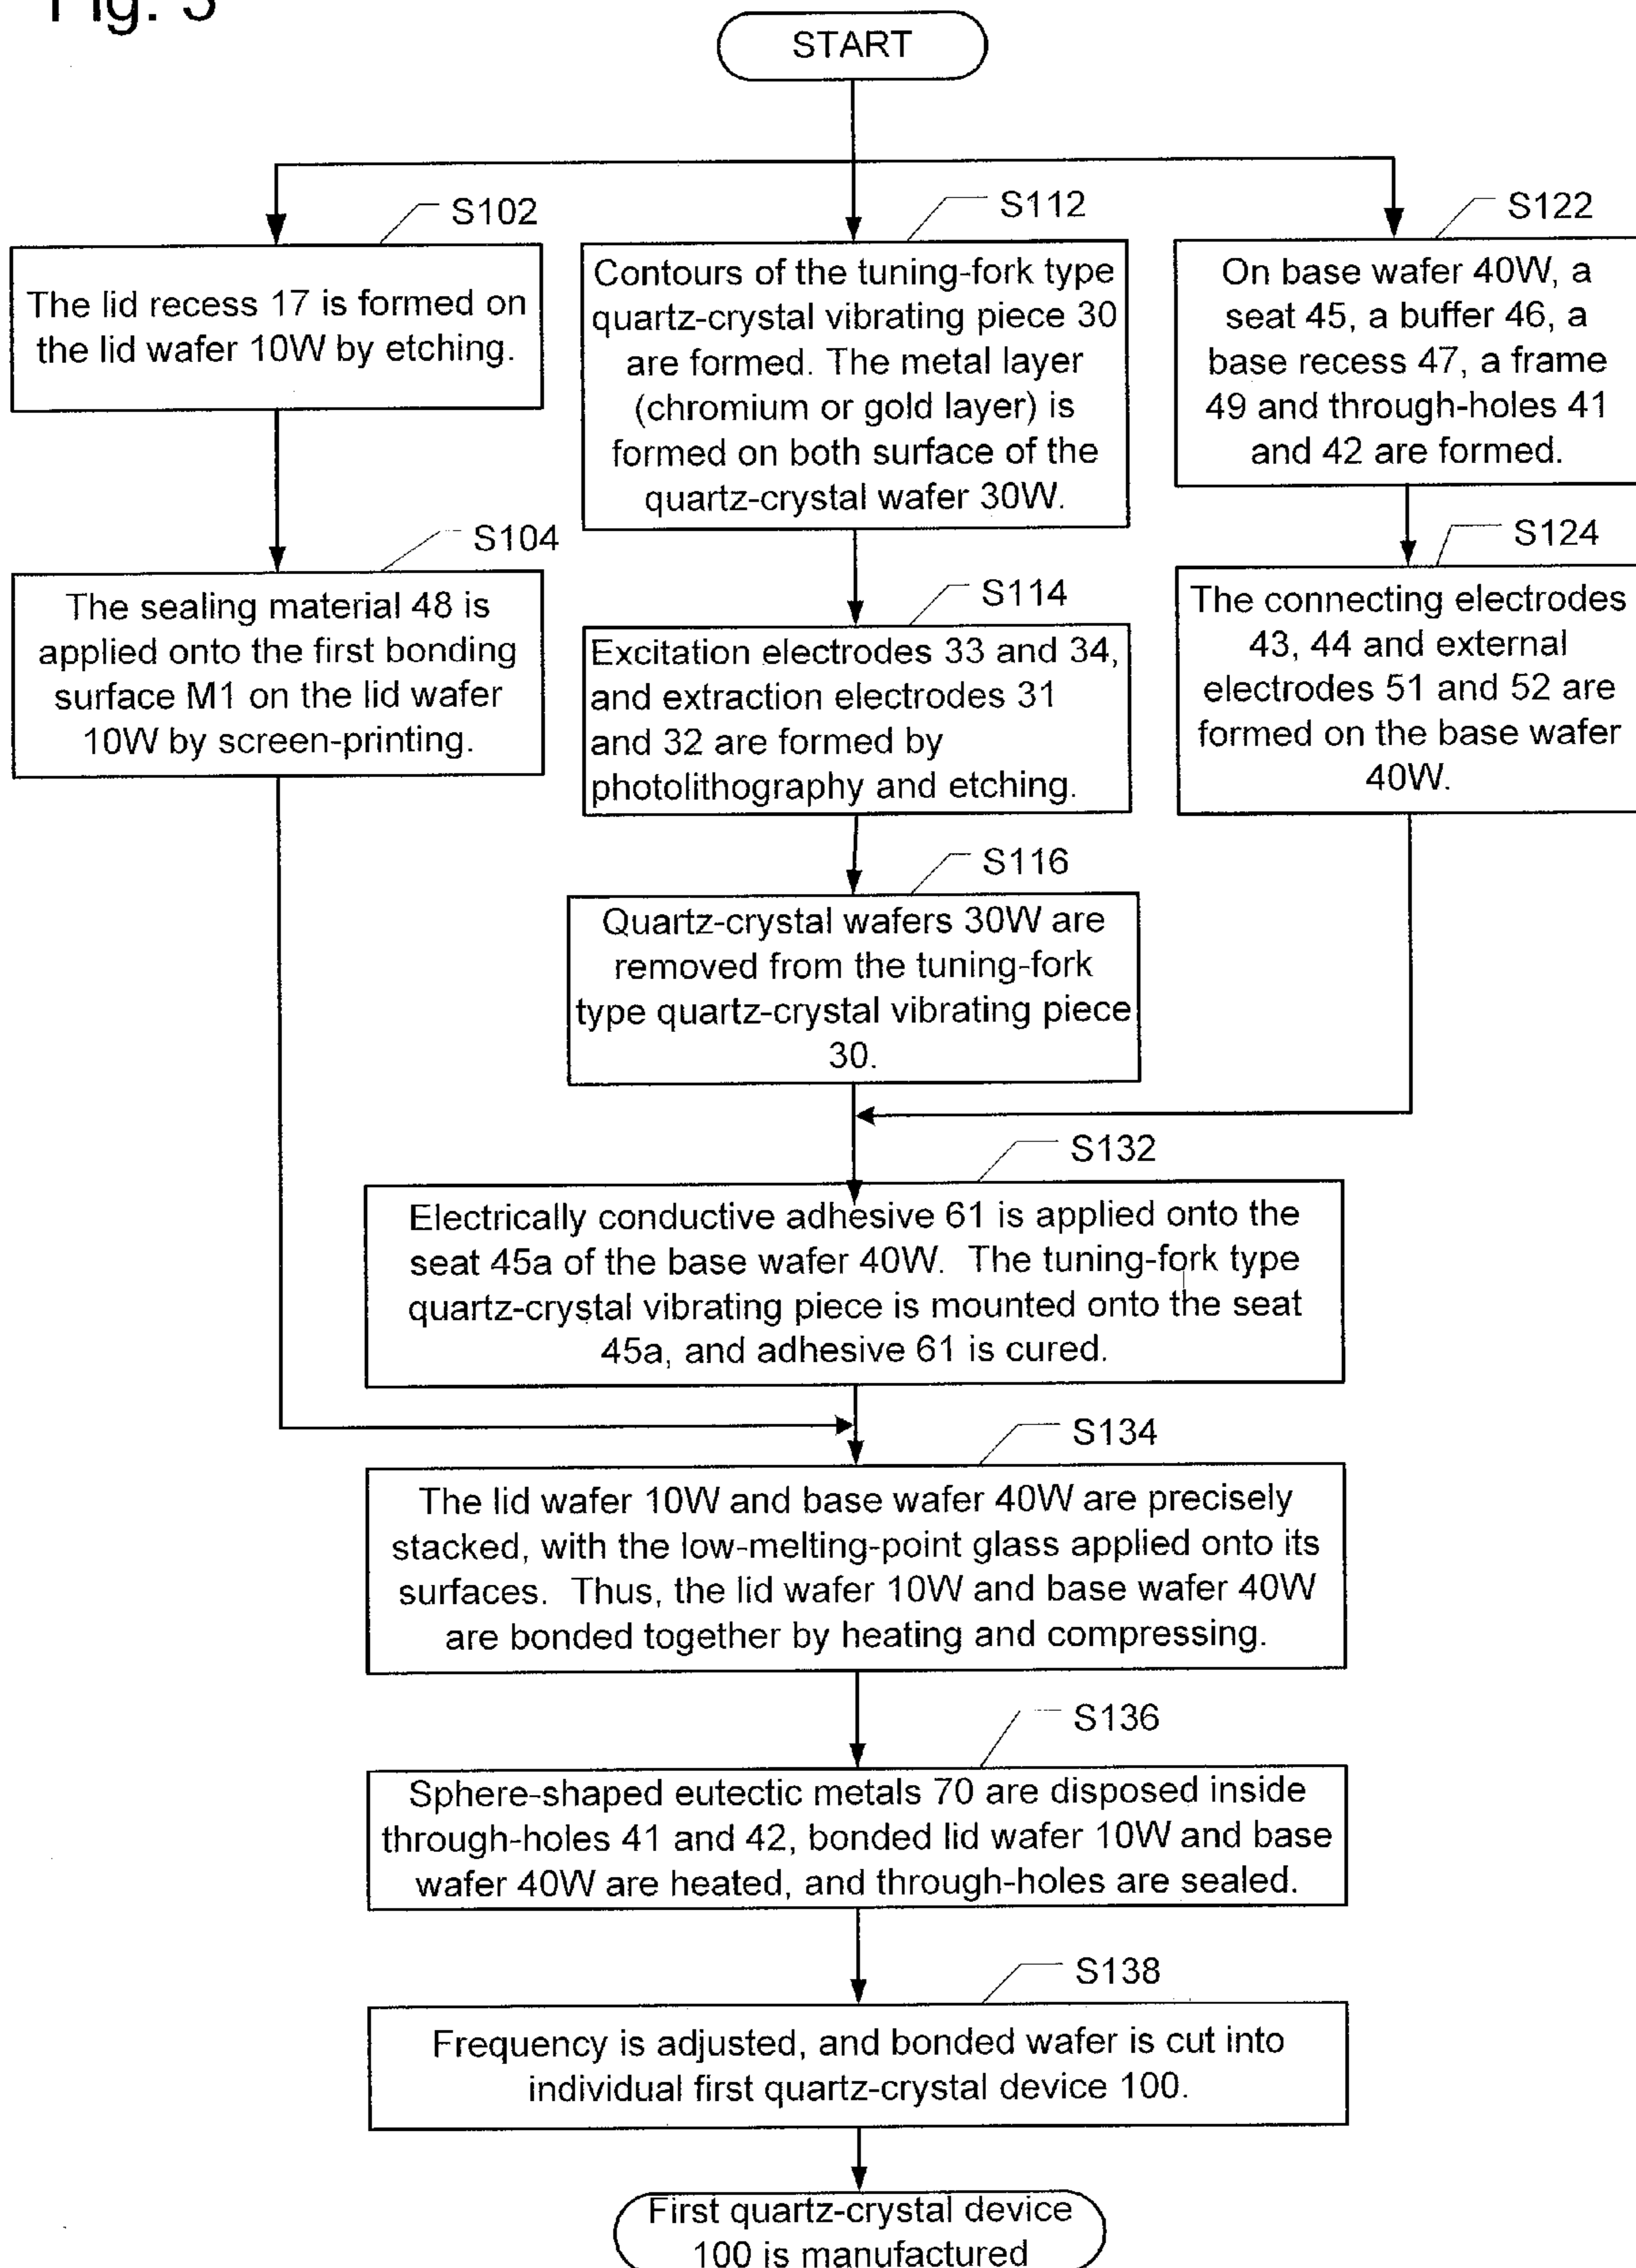 Fig. 3
START
S102
The lid recess 17 is formed on
the lid wafer 10W by etching.
S104
The sealing material 48 is
applied onto the first bonding
surface M1 on the lid wafer
10W by screen-printing.
S112
Contours of the tuning-fork type
quartz-crystal vibrating piece 30
are formed. The metal layer
(chromium or gold layer) is
formed on both surface of the
quartz-crystal wafer 30W.
S114
Excitation electrodes 33 and 34,
and extraction electrodes 31
and 32 are formed by
photolithography and etching.
S116
Quartz-crystal wafers 30W are
removed from the tuning-fork
type quartz-crystal vibrating piece
30.
S122
On base wafer 40W, a
seat 45, a buffer 46, a
base recess 47, a frame
49 and through-holes 41
and 42 are formed.
S124
The connecting electrodes
43, 44 and external
electrodes 51 and 52 are
formed on the base wafer
40W.
S132
Electrically conductive adhesive 61 is applied onto the
seat 45a of the base wafer 40W. The tuning-fork type
quartz-crystal vibrating piece is mounted onto the seat
45a, and adhesive 61 is cured.
S134
The lid wafer 10W and base wafer 40W are precisely
stacked, with the low-melting-point glass applied onto its
surfaces. Thus, the lid wafer 10W and base wafer 40W
are bonded together by heating and compressing.
S136
Sphere-shaped eutectic metals 70 are disposed inside
through-holes 41 and 42, bonded lid wafer 10W and base
wafer 40W are heated, and through-holes are sealed.
S138
Frequency is adjusted, and bonded wafer is cut into
individual first quartz-crystal device 100.
First quartz-crystal device
100 is manufactured